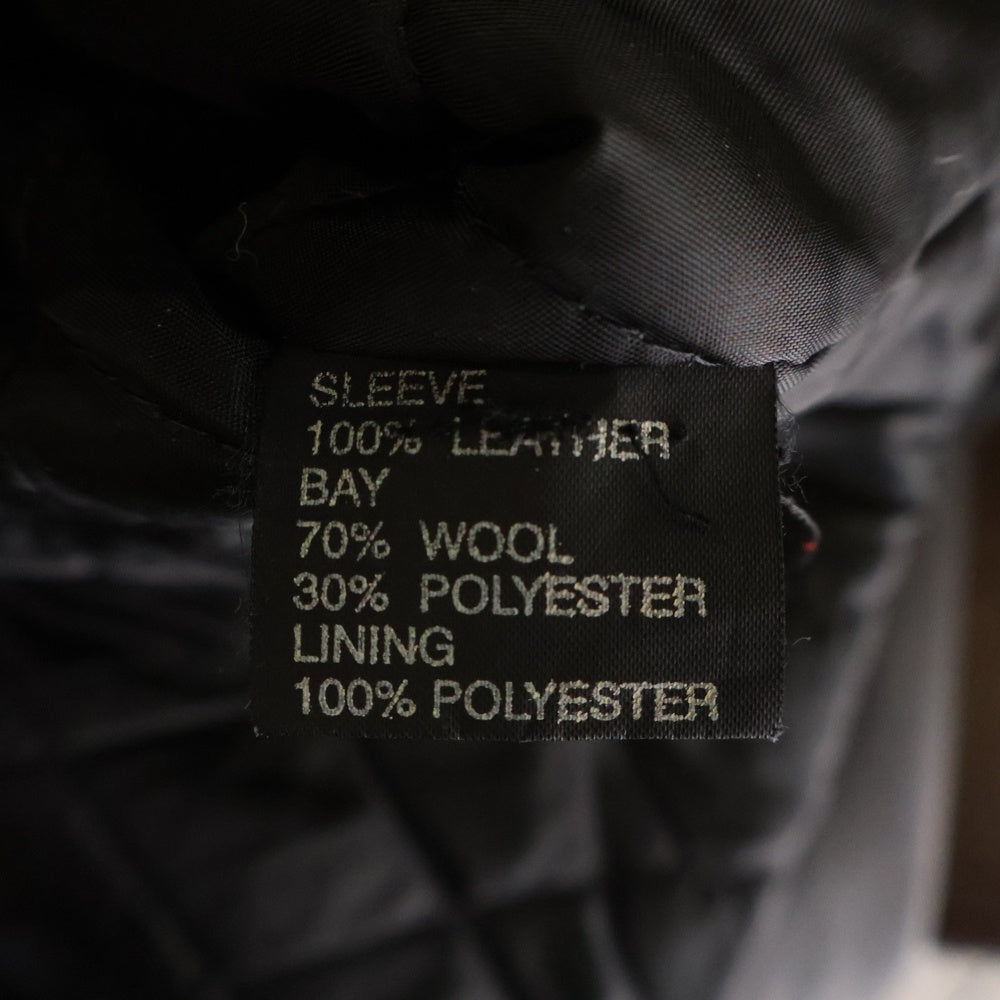 SLEEVE
100% LEATHER
BAY
70% WOOL
30% POLYESTER
LINING
100% POLYESTER